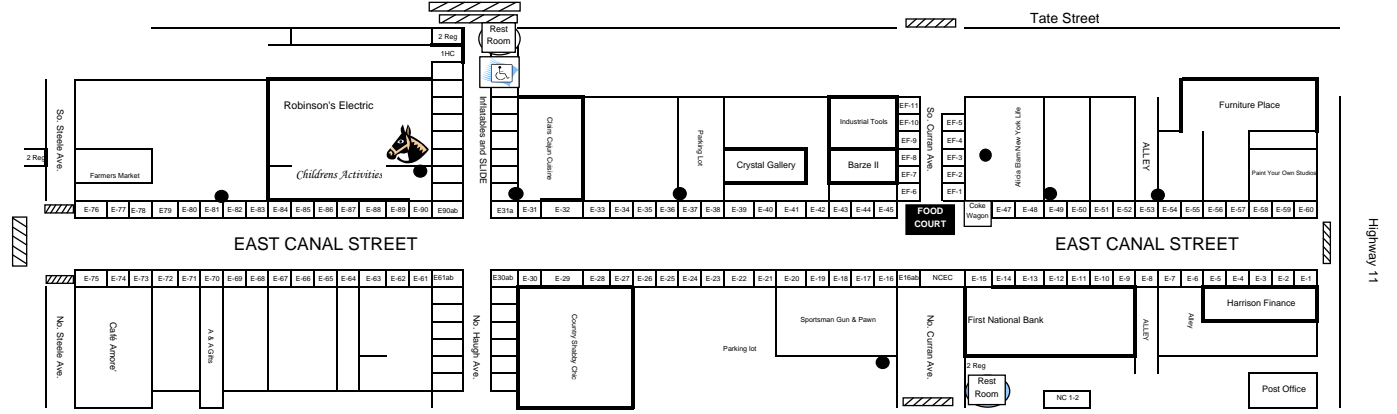 Tate Street
2 Reg
1HC
Rest
Room
So. Steele Ave.
2 Reg
Farmers Market
Robinson's Electric
Childrens Activities
Inflatables and SLIDE
Clairs Cajun Cuisine
Parking Lot
Crystal Gallery
Industrial Tools
Barze II
EF-11
EF-10
EF-9
EF-8
EF-7
EF-6
So. Curran Ave.
EF-5
EF-4
EF-3
EF-2
EF-1
New York Life
ALLEY
Furniture Place
Paint Your Own Studios
E-76 E-77 E-78 E79 E-80 E-81 E-82 E-83 E-84 E-85 E-86 E-87 E-88 E-89 E-90 E90ab
E31a E-31 E-32 E-33 E-34 E-35 E-36 E-37 E-38 E-39 E-40 E-41 E-42 E-43 E-44 E-45
FOOD
COURT
Coke
Wagon
E-47 E-48 E-49 E-50 E-51 E-52 E-53 E-54 E-55 E-56 E-57 E-58 E-59 E-60
EAST CANAL STREET
EAST CANAL STREET
Highway 11
E-75 E-74 E-73 E-72 E-71 E-70 E-69 E-68 E-67 E-66 E-65 E-64 E-63 E-62 E-61 E61ab
E30ab E-30 E-29 E-28 E-27 E-26 E-25 E-24 E-23 E-22 E-21 E-20 E-19 E-18 E-17 E-16 E16ab NCEC E-15 E-14 E-13 E-12 E-11 E-10 E-9 E-8 E-7 E-6 E-5 E-4 E-3 E-2 E-1
No. Steele Ave.
Café Amore'
A & A Gifts
No. Haugh Ave.
Country Shabby Chic
Parking lot
Sportsman Gun & Pawn
No. Curran Ave.
First National Bank
ALLEY
Alley
Harrison Finance
2 Reg
Rest
Room
NC 1-2
Post Office